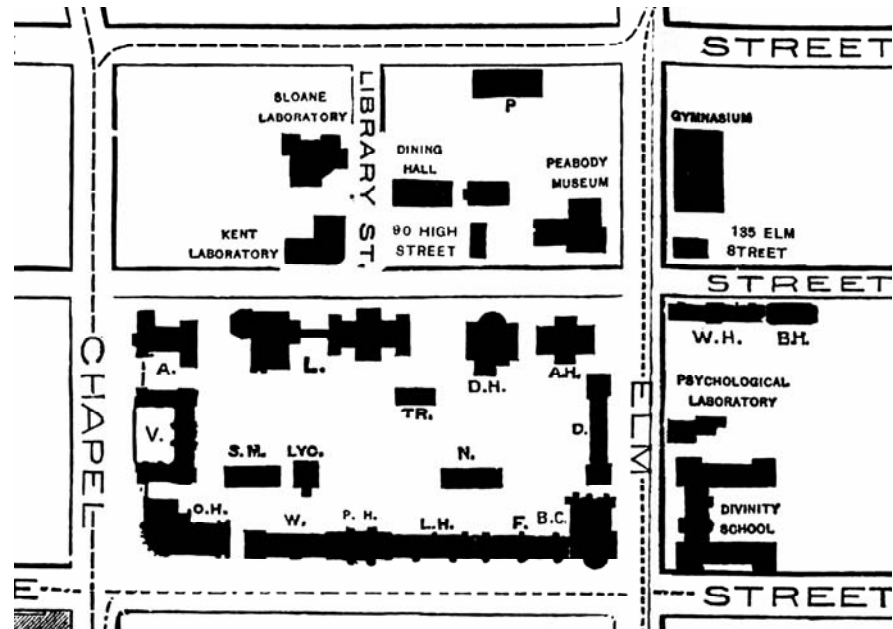 STREET
SLOANE
LABORATORY
LIBRARY ST.
P
GYMNASIUM
DINING
HALL
PEABODY
MUSEUM
KENT
LABORATORY
90 HIGH
STREET
135 ELM
STREET
STREET
CHAPEL
A.
L.
D.H.
A.H.
W.H.
B.H.
TR.
PSYCHOLOGICAL
LABORATORY
V.
D.
ELM
S.M.
LYC.
N.
O.H.
W.
P. H.
L.H.
F.
B.C.
DIVINITY
SCHOOL
E
STREET